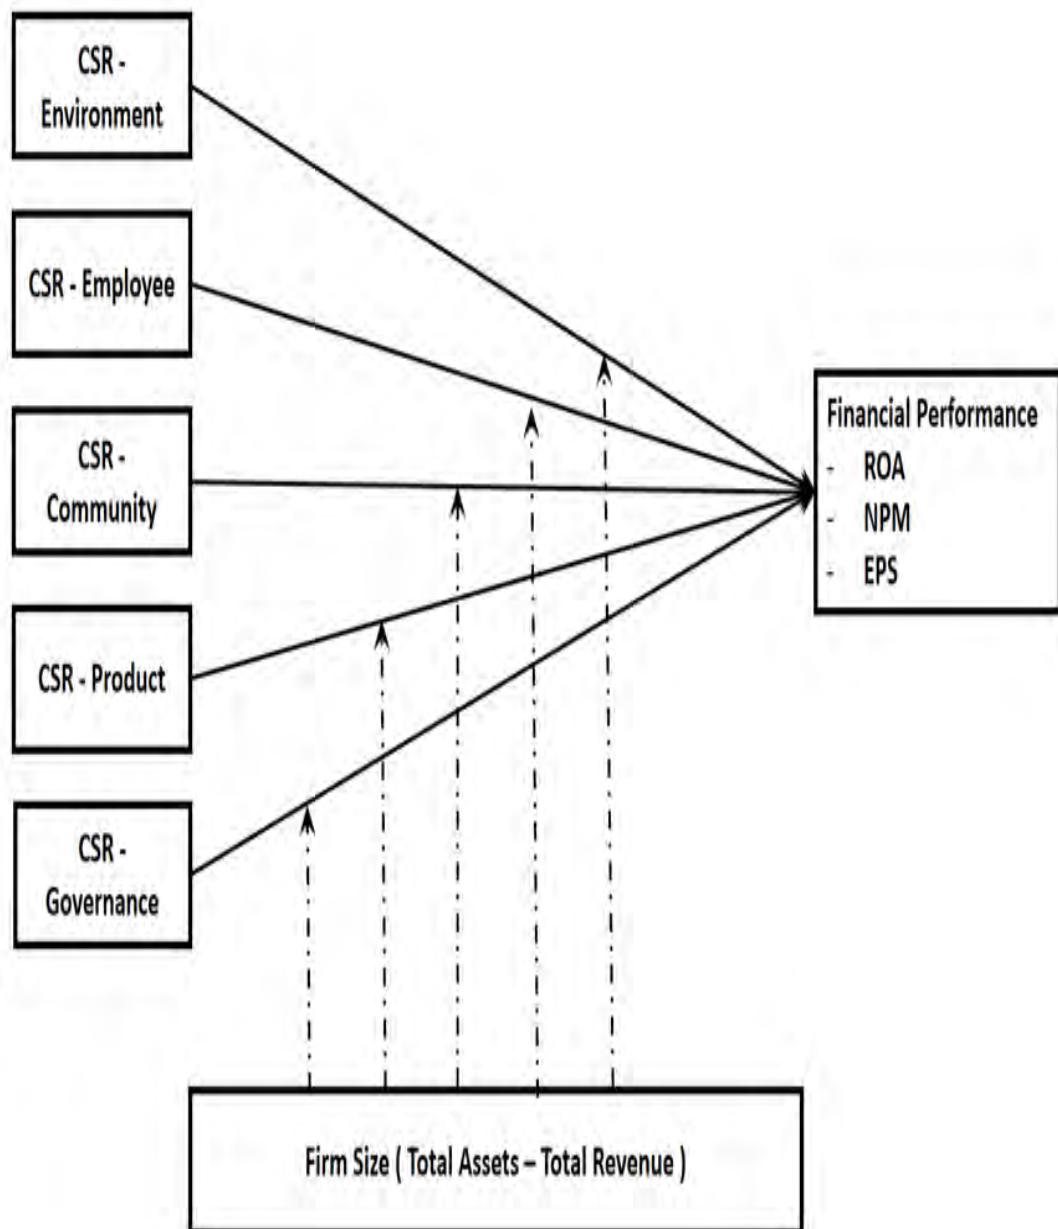 CSR -
Environment
CSR - Employee
CSR -
Community
CSR - Product
CSR -
Governance
Financial Performance
- ROA
- NPM
- EPS
Firm Size ( Total Assets – Total Revenue )